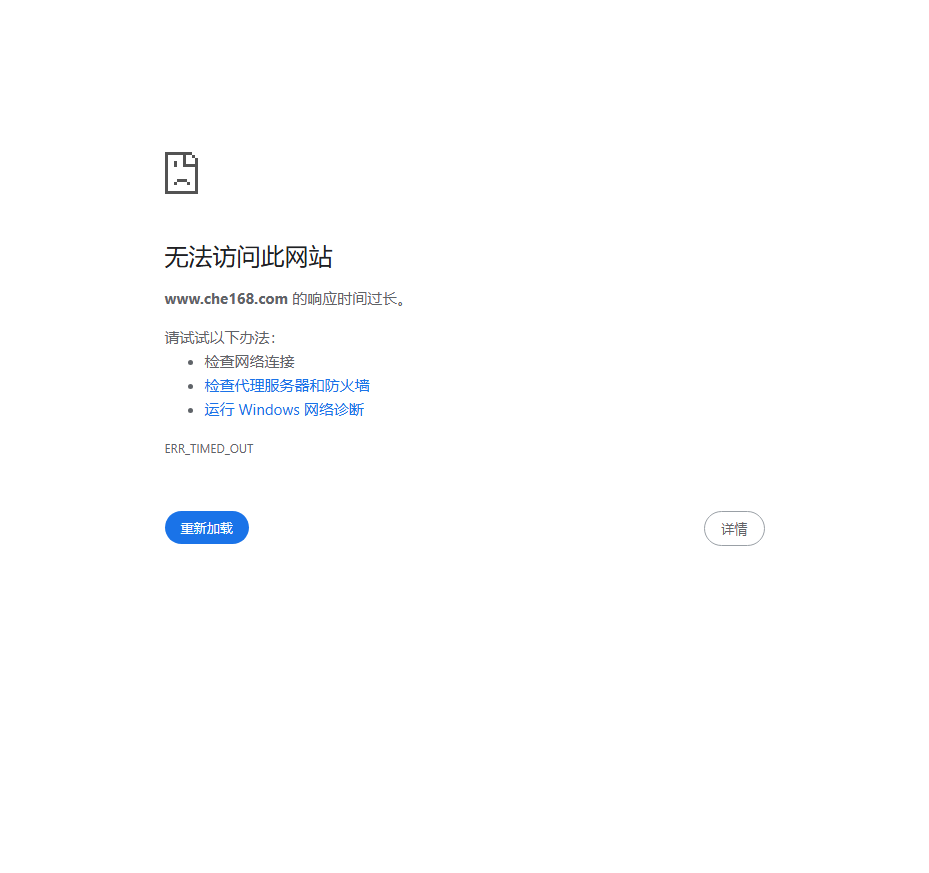 无法访问此网站
www.che168.com 的响应时间过长。
请试试以下办法：
检查网络连接
检查代理服务器和防火墙
运行 Windows 网络诊断
ERR_TIMED_OUT
重新加载
详情